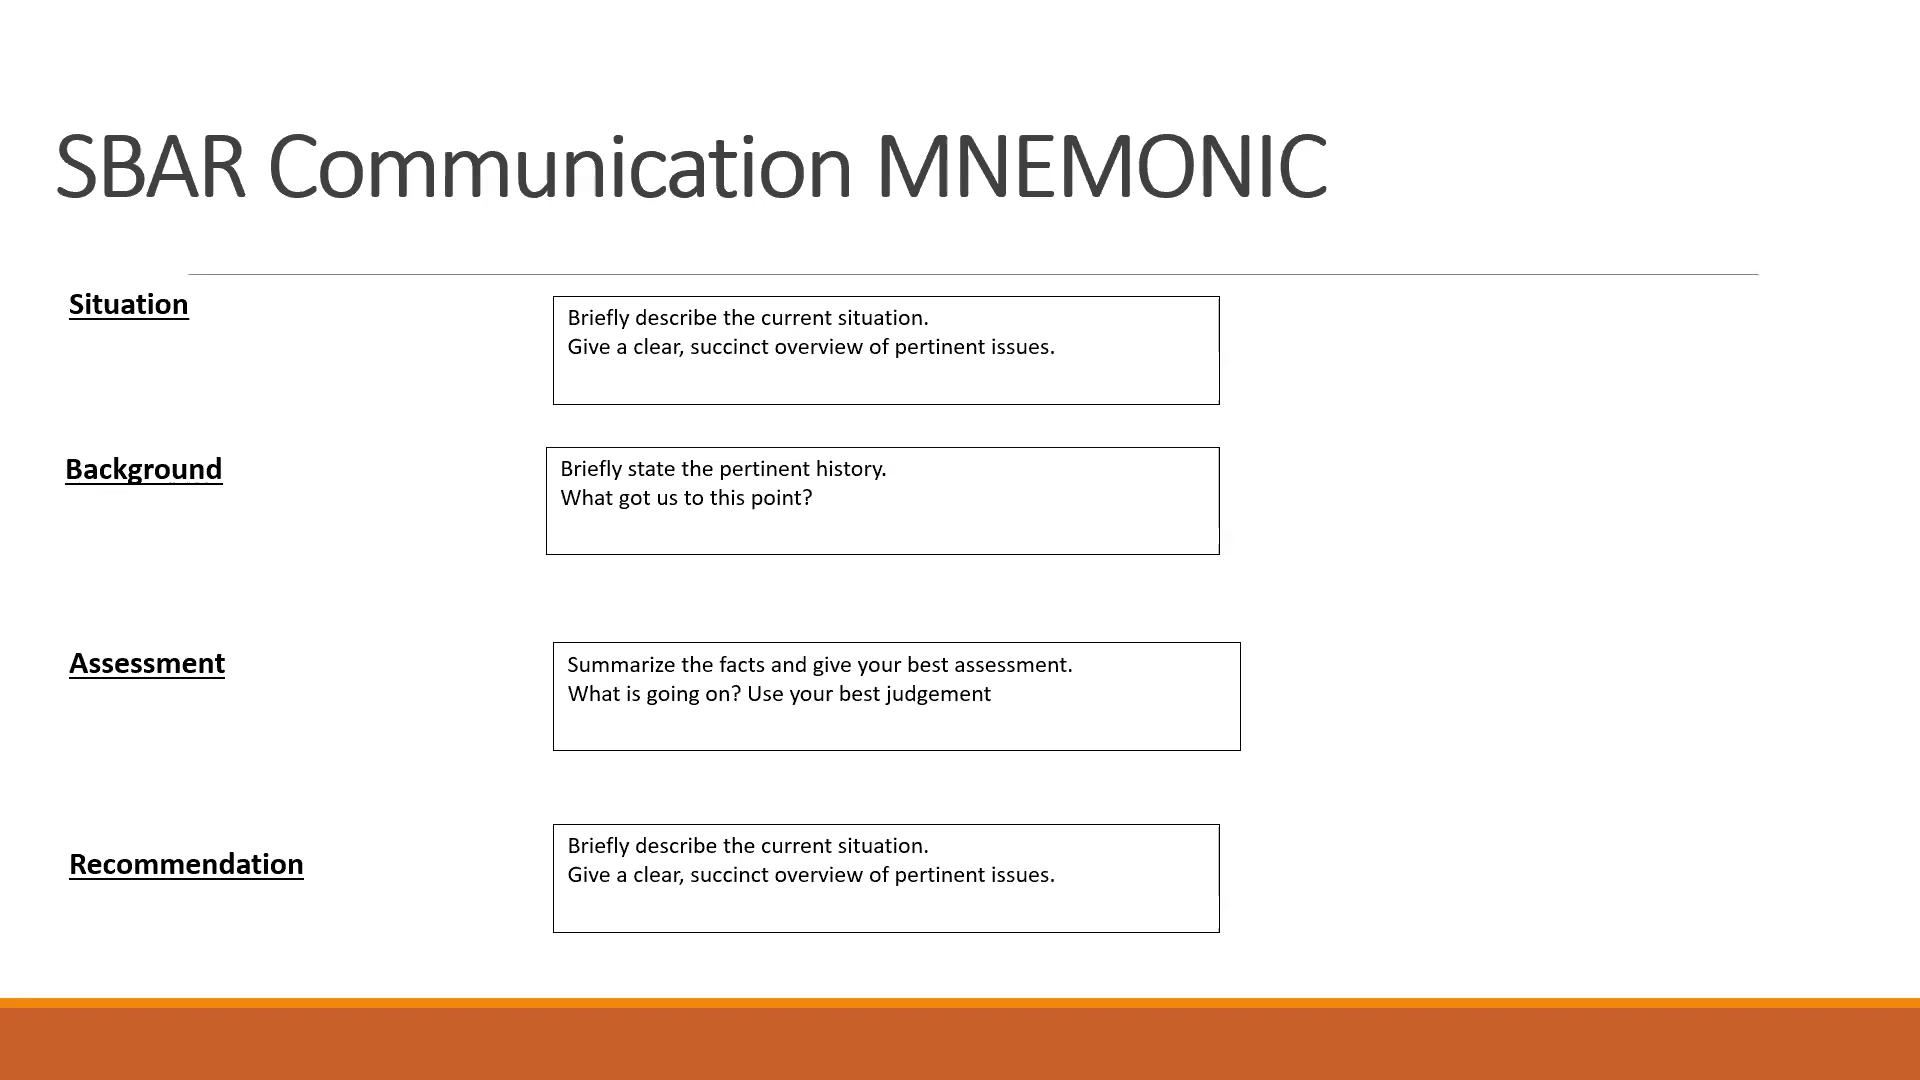 SBAR Communication MNEMONIC
Situation
Briefly describe the current situation.
Give a clear, succinct overview of pertinent issues.
Background
Briefly state the pertinent history.
What got us to this point?
Assessment
Summarize the facts and give your best assessment.
What is going on? Use your best judgement
Recommendation
Briefly describe the current situation.
Give a clear, succinct overview of pertinent issues.